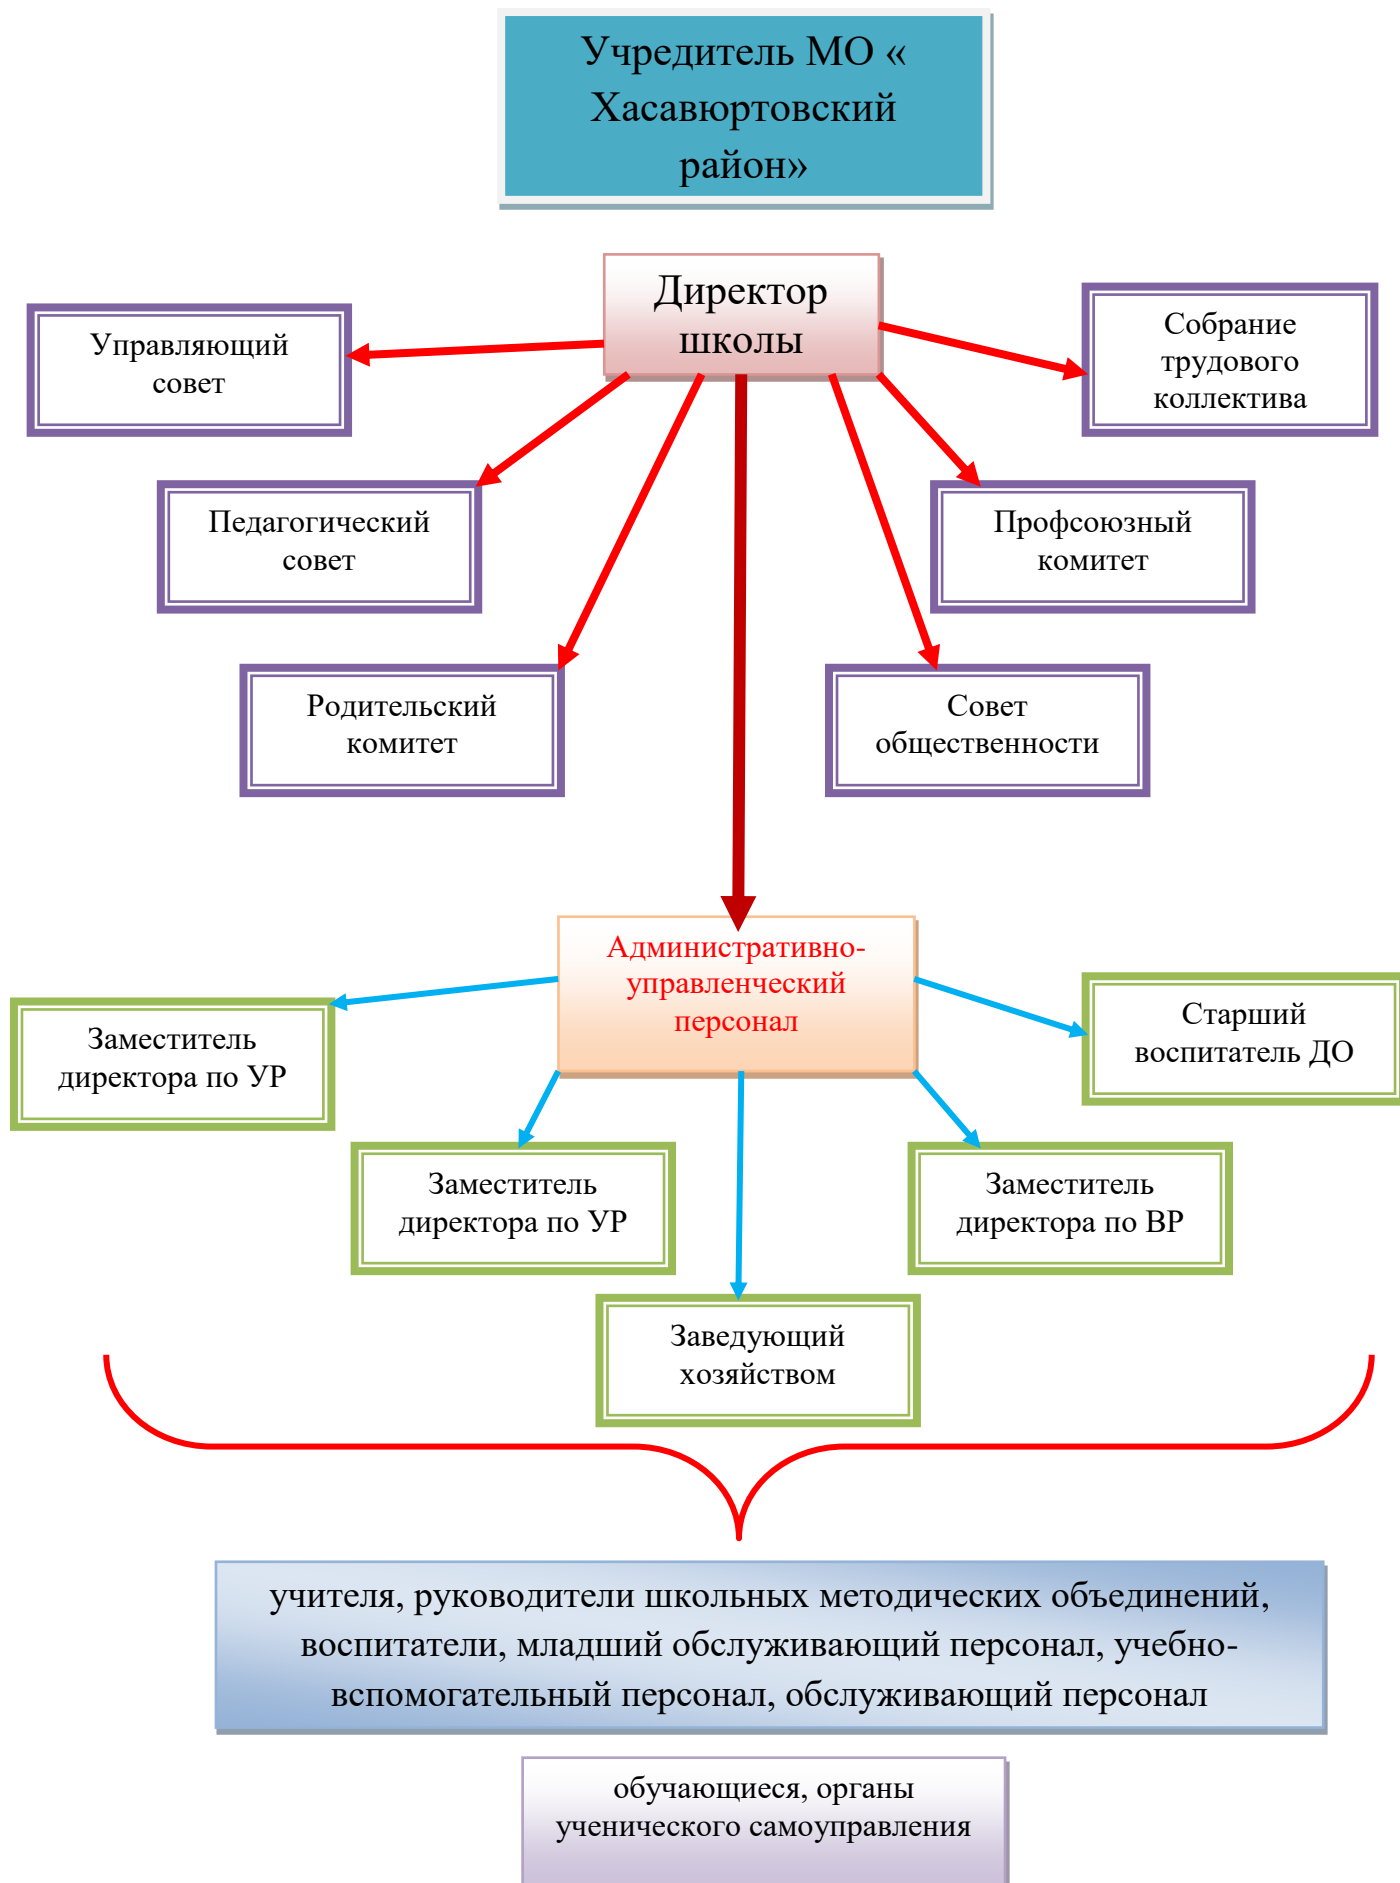 Учредитель МО «
Хасавюртовский
район»
Директор
школы
Управляющий
совет
Собрание
трудового
коллектива
Педагогический
совет
Профсоюзный
комитет
Родительский
комитет
Совет
общественности
Административно-
управленческий
персонал
Заместитель
директора по УР
Старший
воспитатель ДО
Заместитель
директора по УР
Заместитель
директора по ВР
Заведующий
хозяйством
учителя, руководители школьных методических объединений,
воспитатели, младший обслуживающий персонал, учебно-
вспомогательный персонал, обслуживающий персонал
обучающиеся, органы
ученического самоуправления